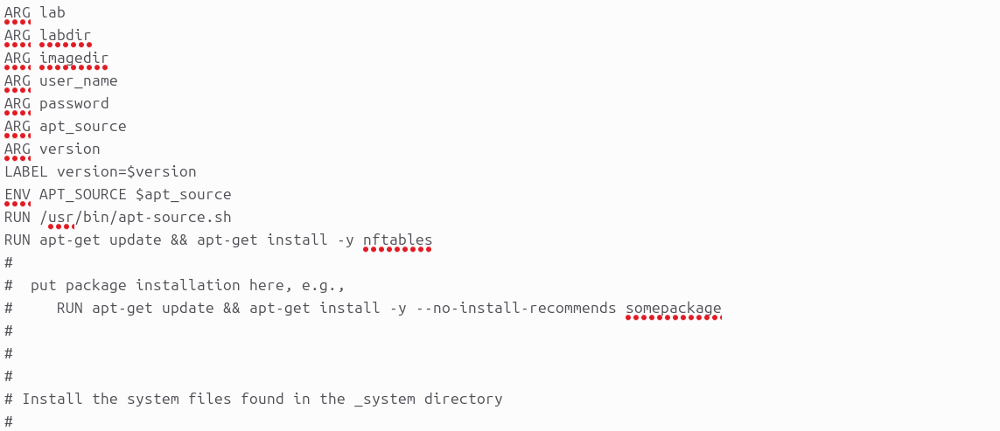 ARG lab
ARG labdir
ARG imagedir
ARG user_name
ARG password
ARG apt_source
ARG version
LABEL version=$version
ENV APT_SOURCE $apt_source
RUN /usr/bin/apt-source.sh
RUN apt-get update && apt-get install -y nftables
#
#  put package installation here, e.g.,
#     RUN apt-get update && apt-get install -y --no-install-recommends somepackage
#
#
#
# Install the system files found in the _system directory
#